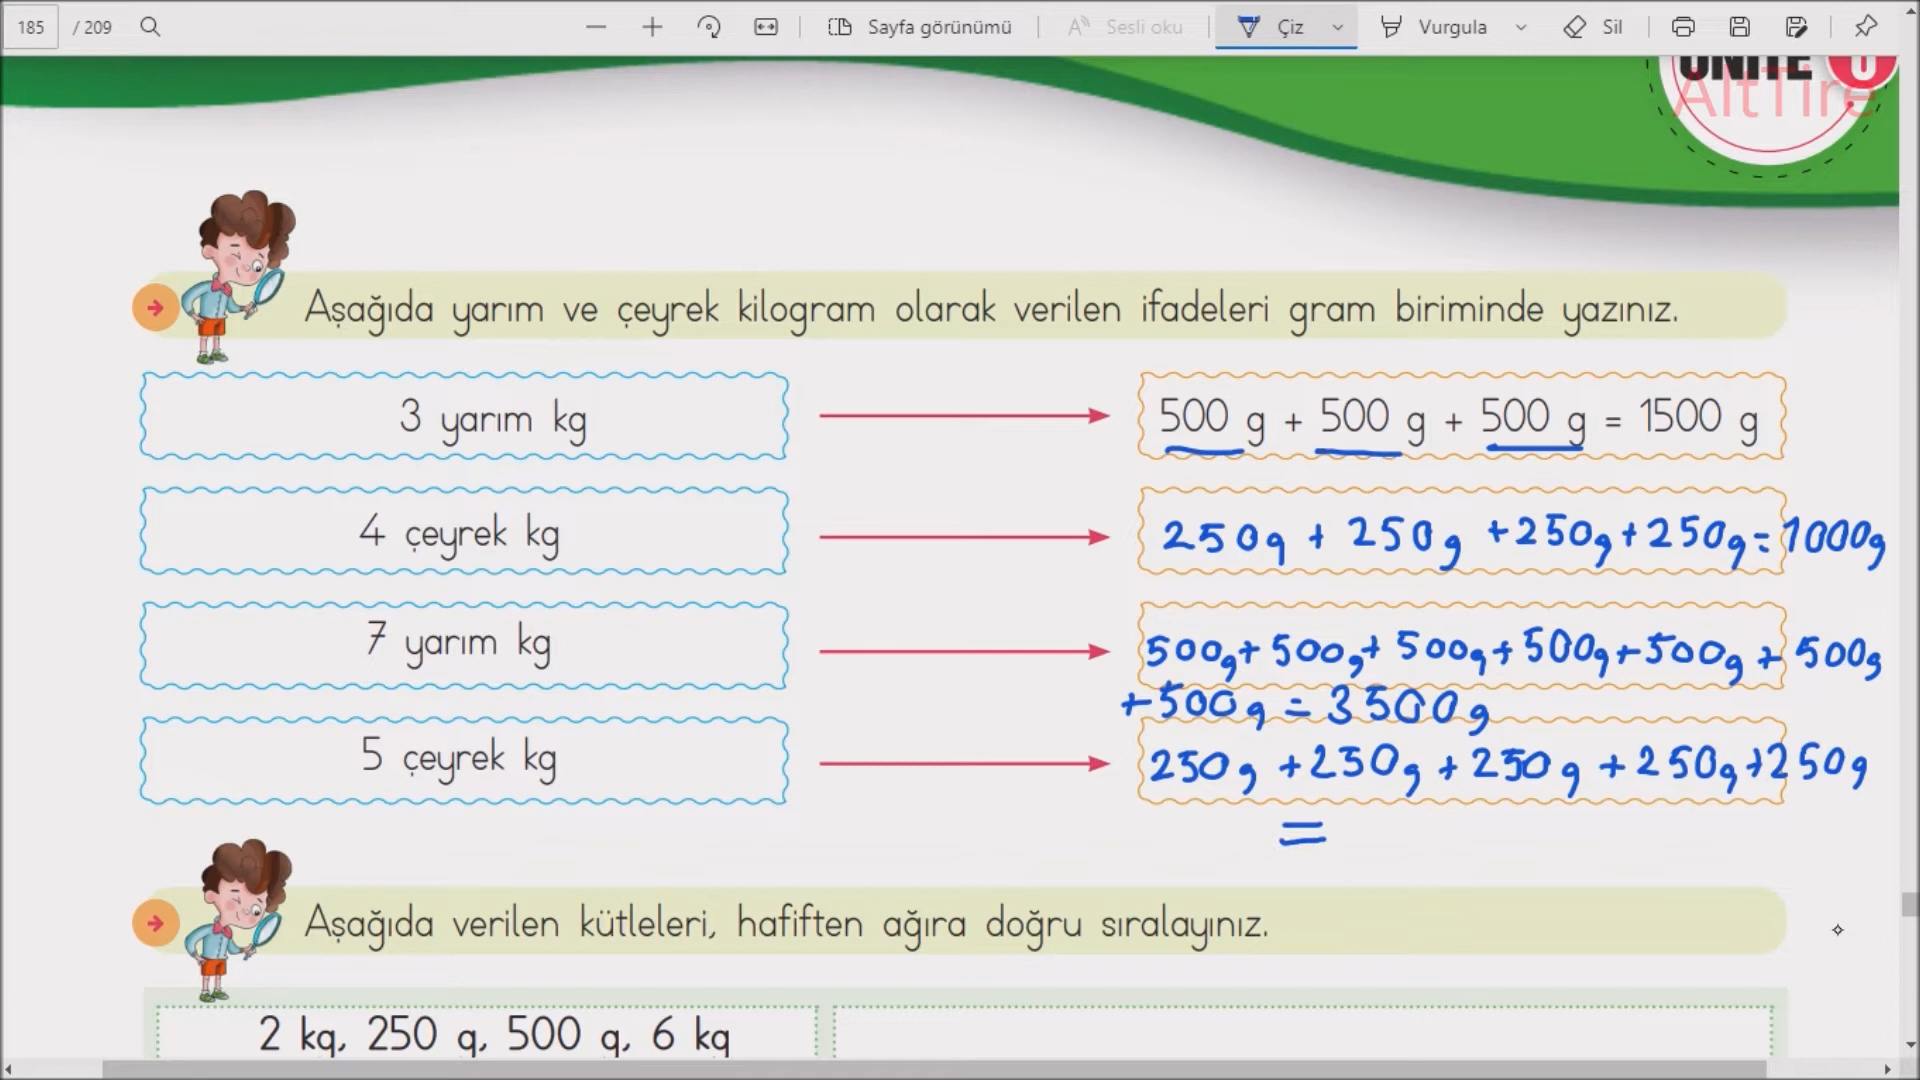 185 / 209 Sayfa görünümü Sesli oku Çiz Vurgula Sil
ÜNİTE
AltTire
Aşağıda yarım ve çeyrek kilogram olarak verilen ifadeleri gram biriminde yazınız.
3 yarım kg 500 g + 500 g + 500 g = 1500 g
4 çeyrek kg 250g + 250g +250g+250g=1000g
7 yarım kg 500g+500g+500g+500g+500g+500g
+500g=3500g
5 çeyrek kg 250g +250g+250g +250g+250g
=
Aşağıda verilen kütleleri, hafiften ağıra doğru sıralayınız.
2 kg, 250 g, 500 g, 6 kg